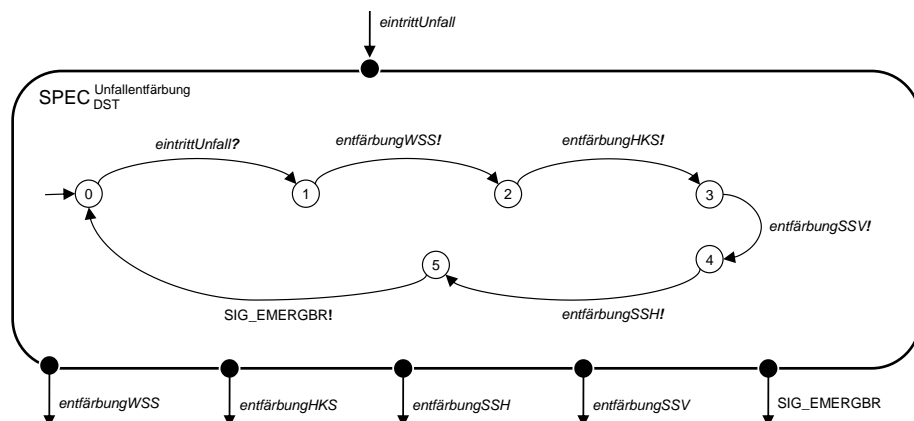 eintrittUnfall
SPEC Unfallentfärbung
DST
eintrittUnfall?
entfärbungWSS!
entfärbungHKS!
0
1
2
3
entfärbungSSV!
5
4
SIG_EMERGBR!
entfärbungSSH!
entfärbungWSS
entfärbungHKS
entfärbungSSH
entfärbungSSV
SIG_EMERGBR